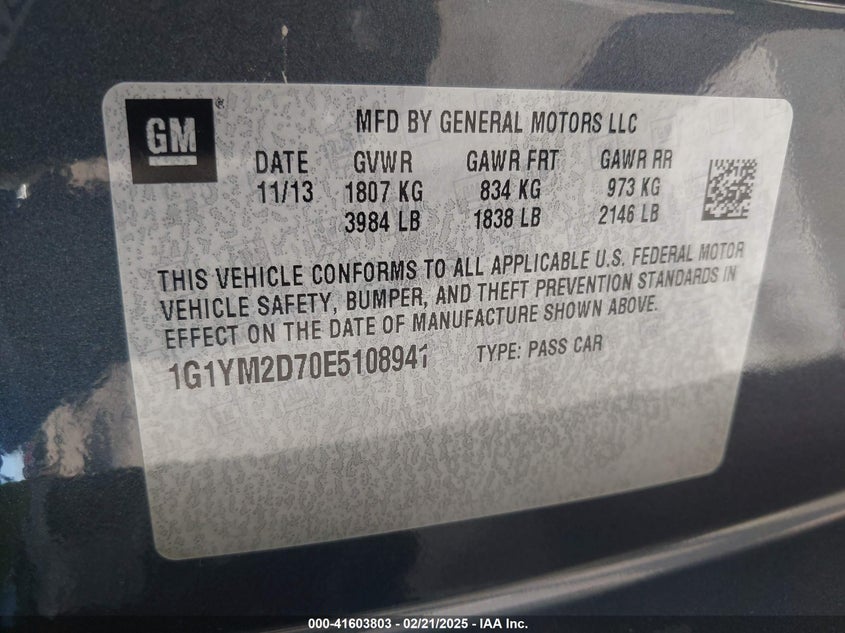 GM
MFD BY GENERAL MOTORS LLC
DATE GVWR GAWR FRT GAWR RR
11/13 1807 KG 834 KG 973 KG
3984 LB 1838 LB 2146 LB
THIS VEHICLE CONFORMS TO ALL APPLICABLE U.S. FEDERAL MOTOR
VEHICLE SAFETY, BUMPER, AND THEFT PREVENTION STANDARDS IN
EFFECT ON THE DATE OF MANUFACTURE SHOWN ABOVE.
1G1YM2D70E5108941 TYPE: PASS CAR
000-41603803 - 02/21/2025 - IAA Inc.